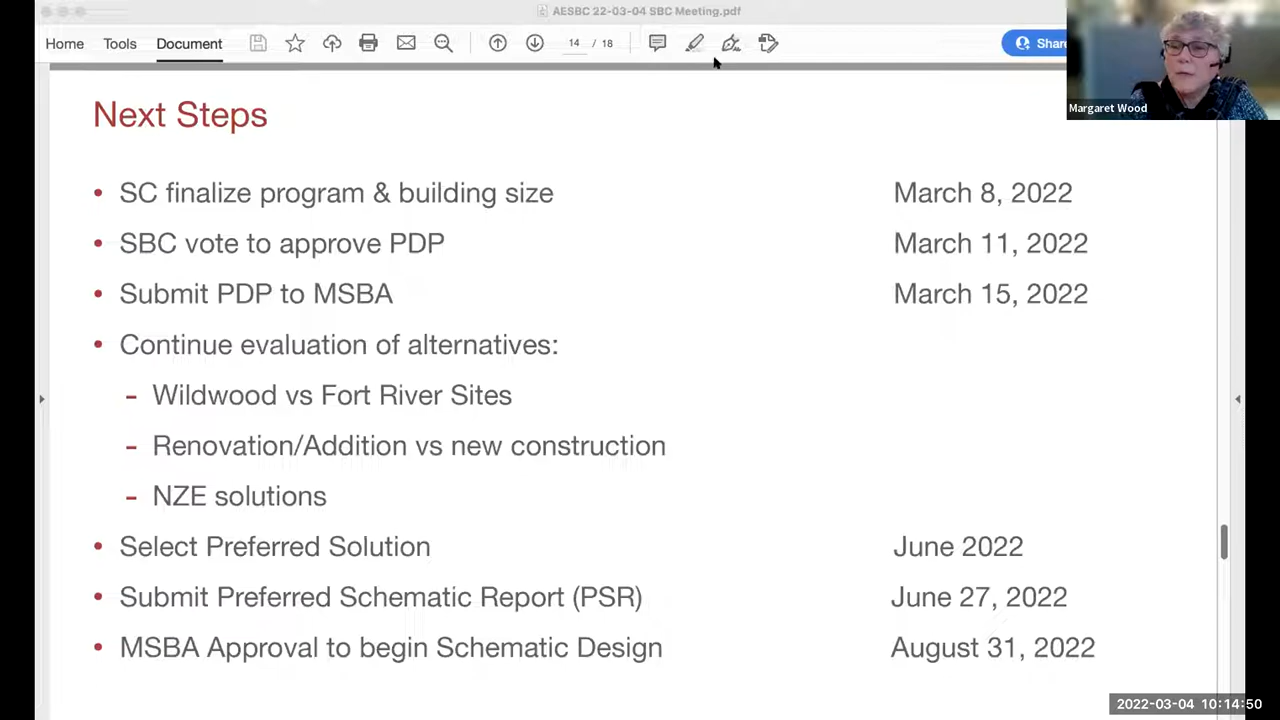 AESBC 22-03-04 SBC Meeting.pdf
Home Tools Document 14 / 18 Share
Margaret Wood
Next Steps
• SC finalize program & building size March 8, 2022
• SBC vote to approve PDP March 11, 2022
• Submit PDP to MSBA March 15, 2022
• Continue evaluation of alternatives:
- Wildwood vs Fort River Sites
- Renovation/Addition vs new construction
- NZE solutions
• Select Preferred Solution June 2022
• Submit Preferred Schematic Report (PSR) June 27, 2022
• MSBA Approval to begin Schematic Design August 31, 2022
2022-03-04 10:14:50